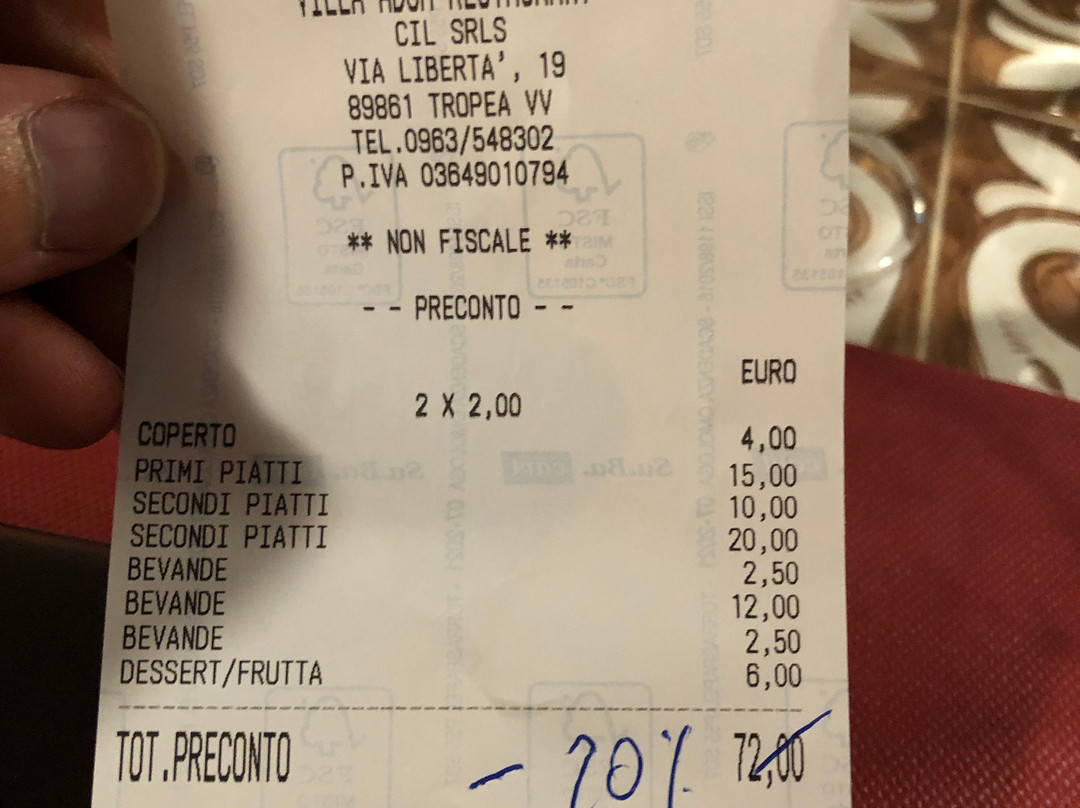 CIL SRLS
VIA LIBERTA', 19
89861 TROPEA VV
TEL.0963/548302
P.IVA 03649010794
** NON FISCALE **
- - PRECONTO - -
EURO
2 X 2,00
COPERTO 4,00
PRIMI PIATTI 15,00
SECONDI PIATTI 10,00
SECONDI PIATTI 20,00
BEVANDE 2,50
BEVANDE 12,00
BEVANDE 2,50
DESSERT/FRUTTA 6,00
TOT.PRECONTO 72,00